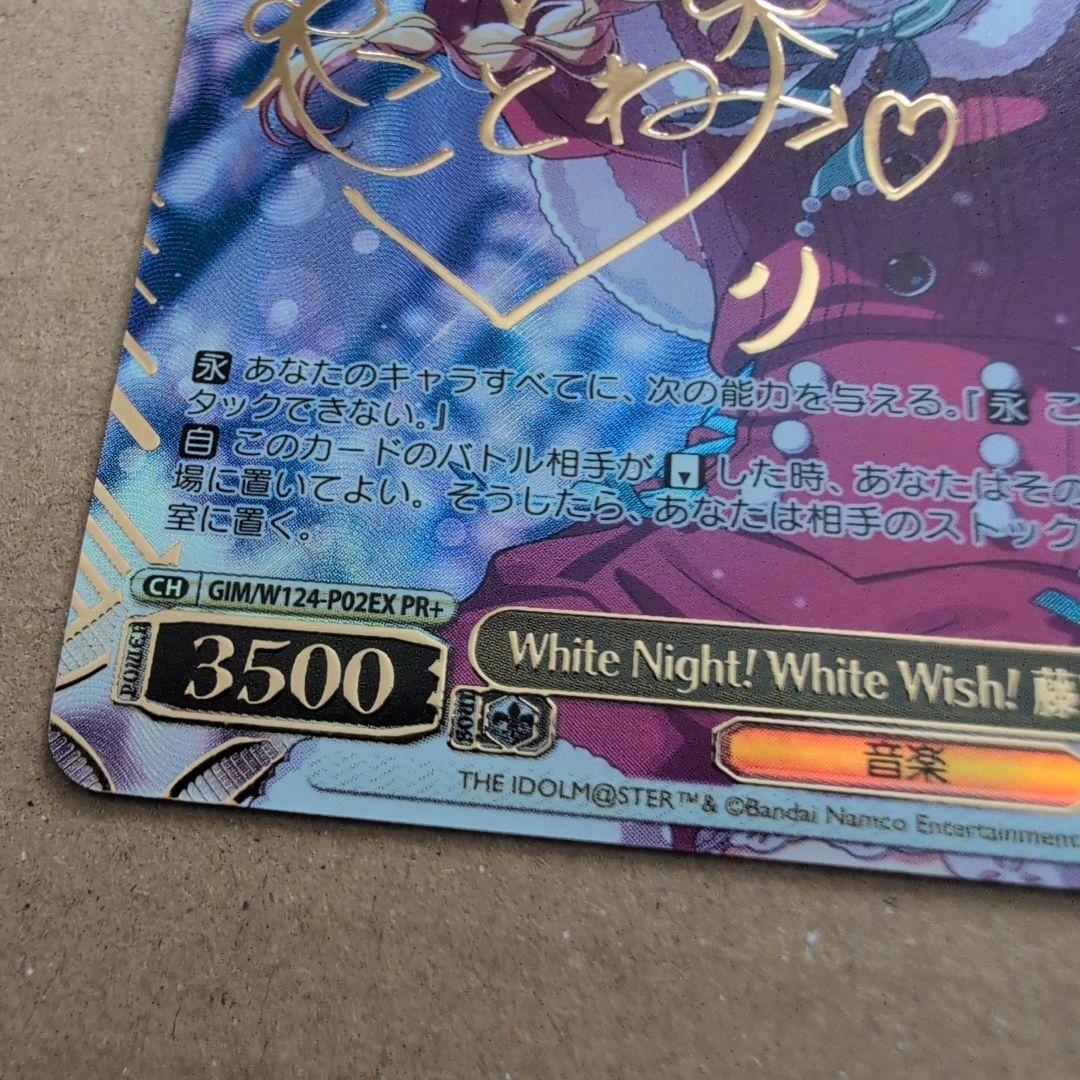 ことね
永 あなたのキャラすべてに、次の能力を与える。『永 こ
タックできない。』
自 このカードのバトル相手が ▼ した時、あなたはその
場に置いてよい。そうしたら、あなたは相手のストック
室に置く。
CH GIM/W124-P02EX PR+
POWER 3500
White Night! White Wish! 藤
SOUL
音楽
THE IDOLM@STER™& ©Bandai Namco Entertainment